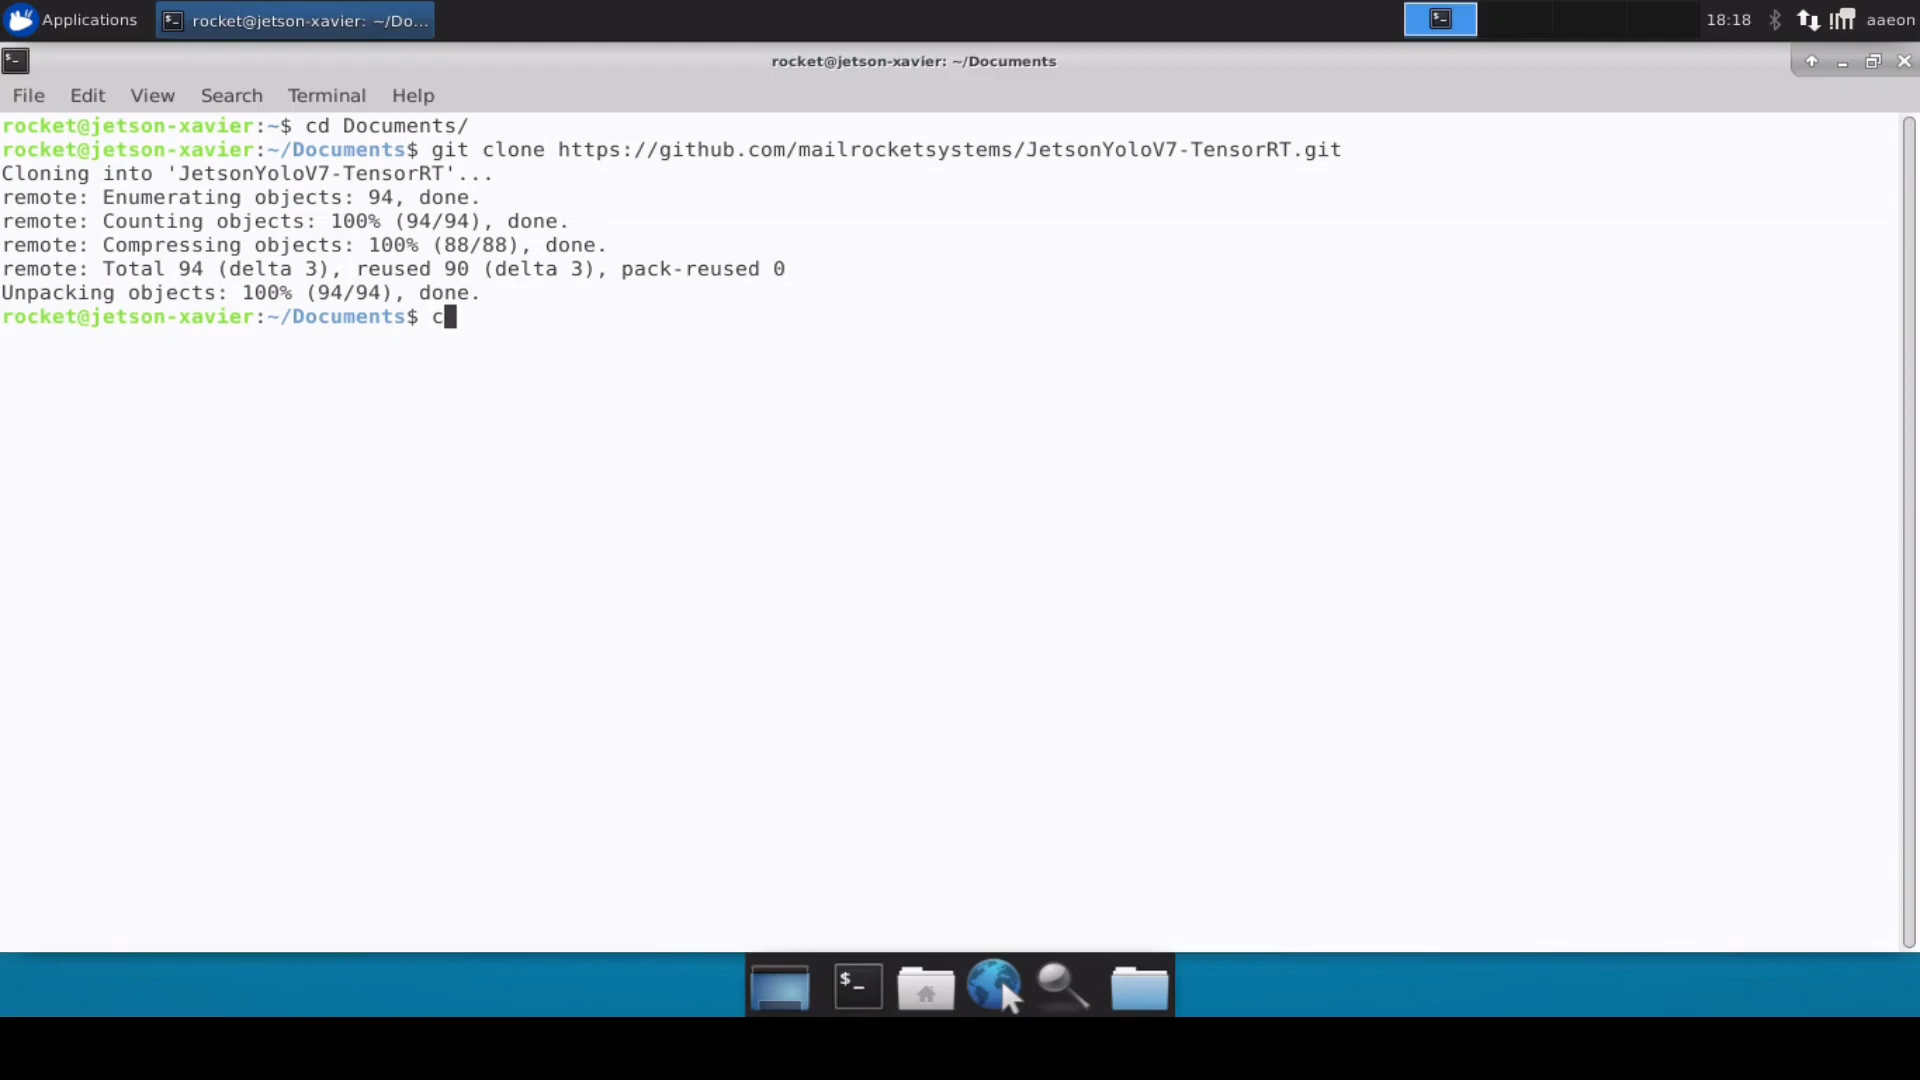 Applications
rocket@jetson-xavier: ~/Do...
18:18
aaeon
rocket@jetson-xavier: ~/Documents
File Edit View Search Terminal Help
rocket@jetson-xavier:~$ cd Documents/
rocket@jetson-xavier:~/Documents$ git clone https://github.com/mailrocketsystems/JetsonYoloV7-TensorRT.git
Cloning into 'JetsonYoloV7-TensorRT'...
remote: Enumerating objects: 94, done.
remote: Counting objects: 100% (94/94), done.
remote: Compressing objects: 100% (88/88), done.
remote: Total 94 (delta 3), reused 90 (delta 3), pack-reused 0
Unpacking objects: 100% (94/94), done.
rocket@jetson-xavier:~/Documents$ c
$_